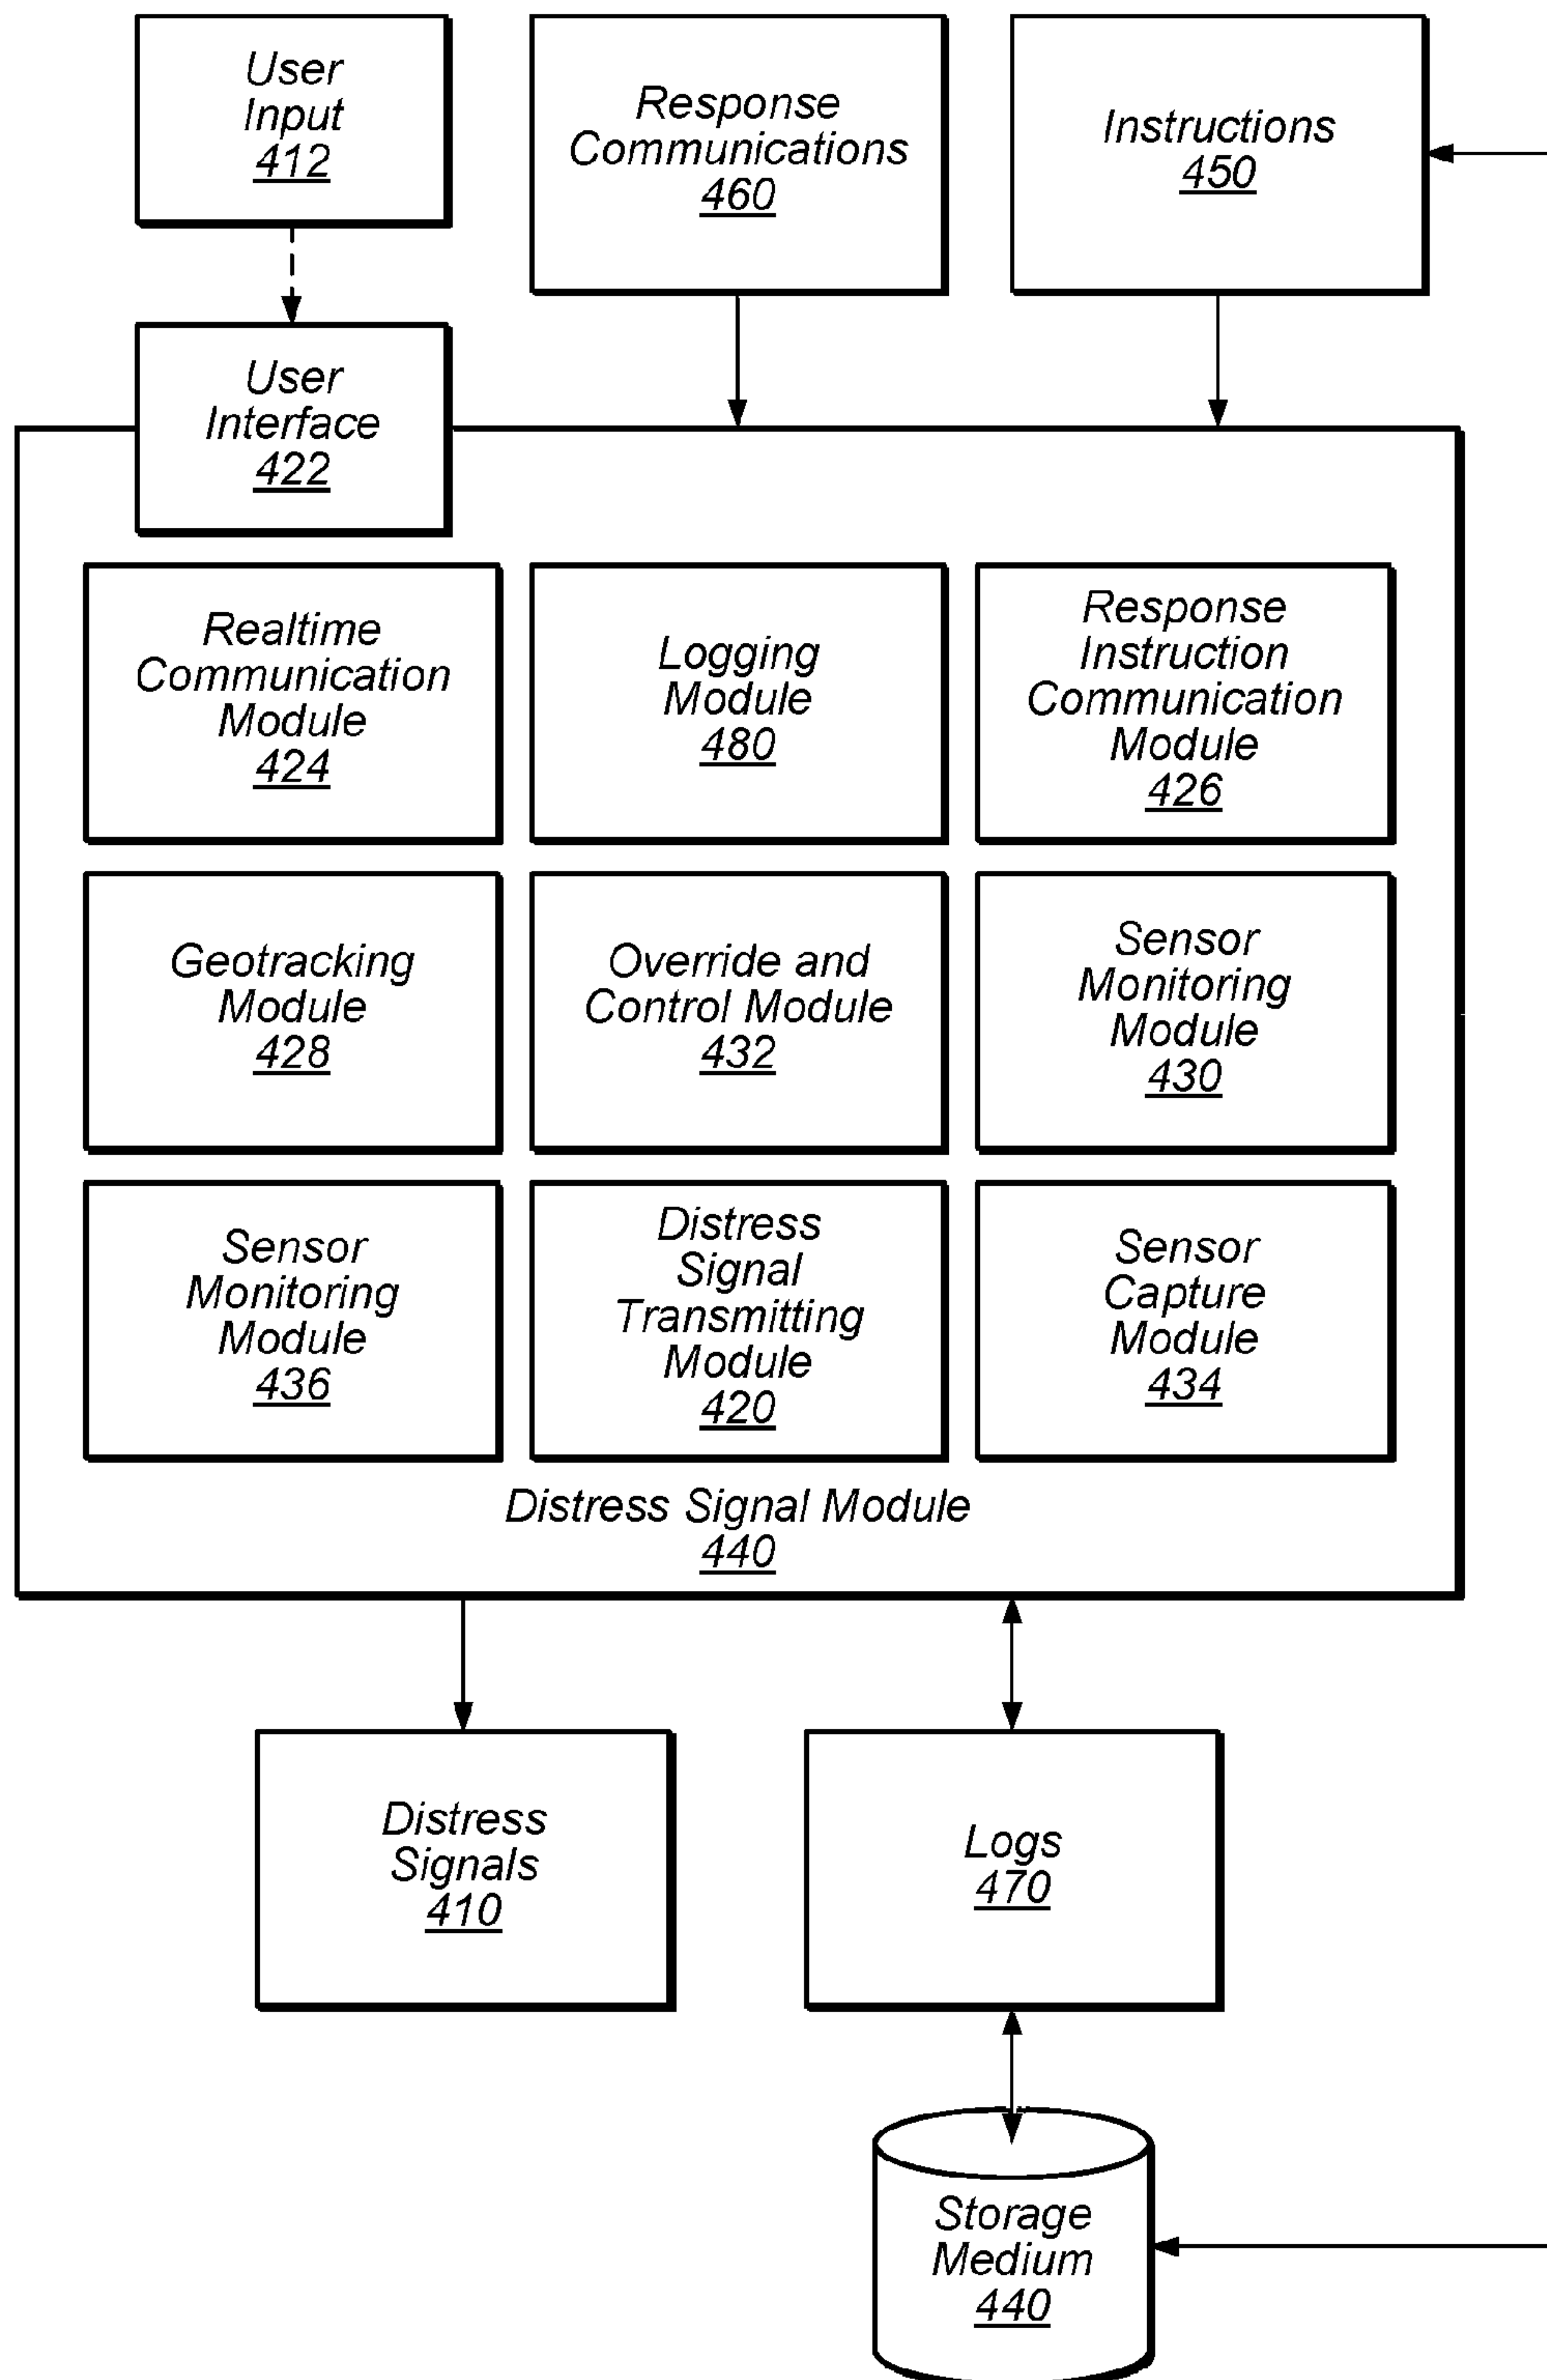 User
Input
412
Response
Communications
460
Instructions
450
User
Interface
422
Realtime
Communication
Module
424
Logging
Module
480
Response
Instruction
Communication
Module
426
Geotracking
Module
428
Override and
Control Module
432
Sensor
Monitoring
Module
430
Sensor
Monitoring
Module
436
Distress
Signal
Transmitting
Module
420
Sensor
Capture
Module
434
Distress Signal Module
440
Distress
Signals
410
Logs
470
Storage
Medium
440